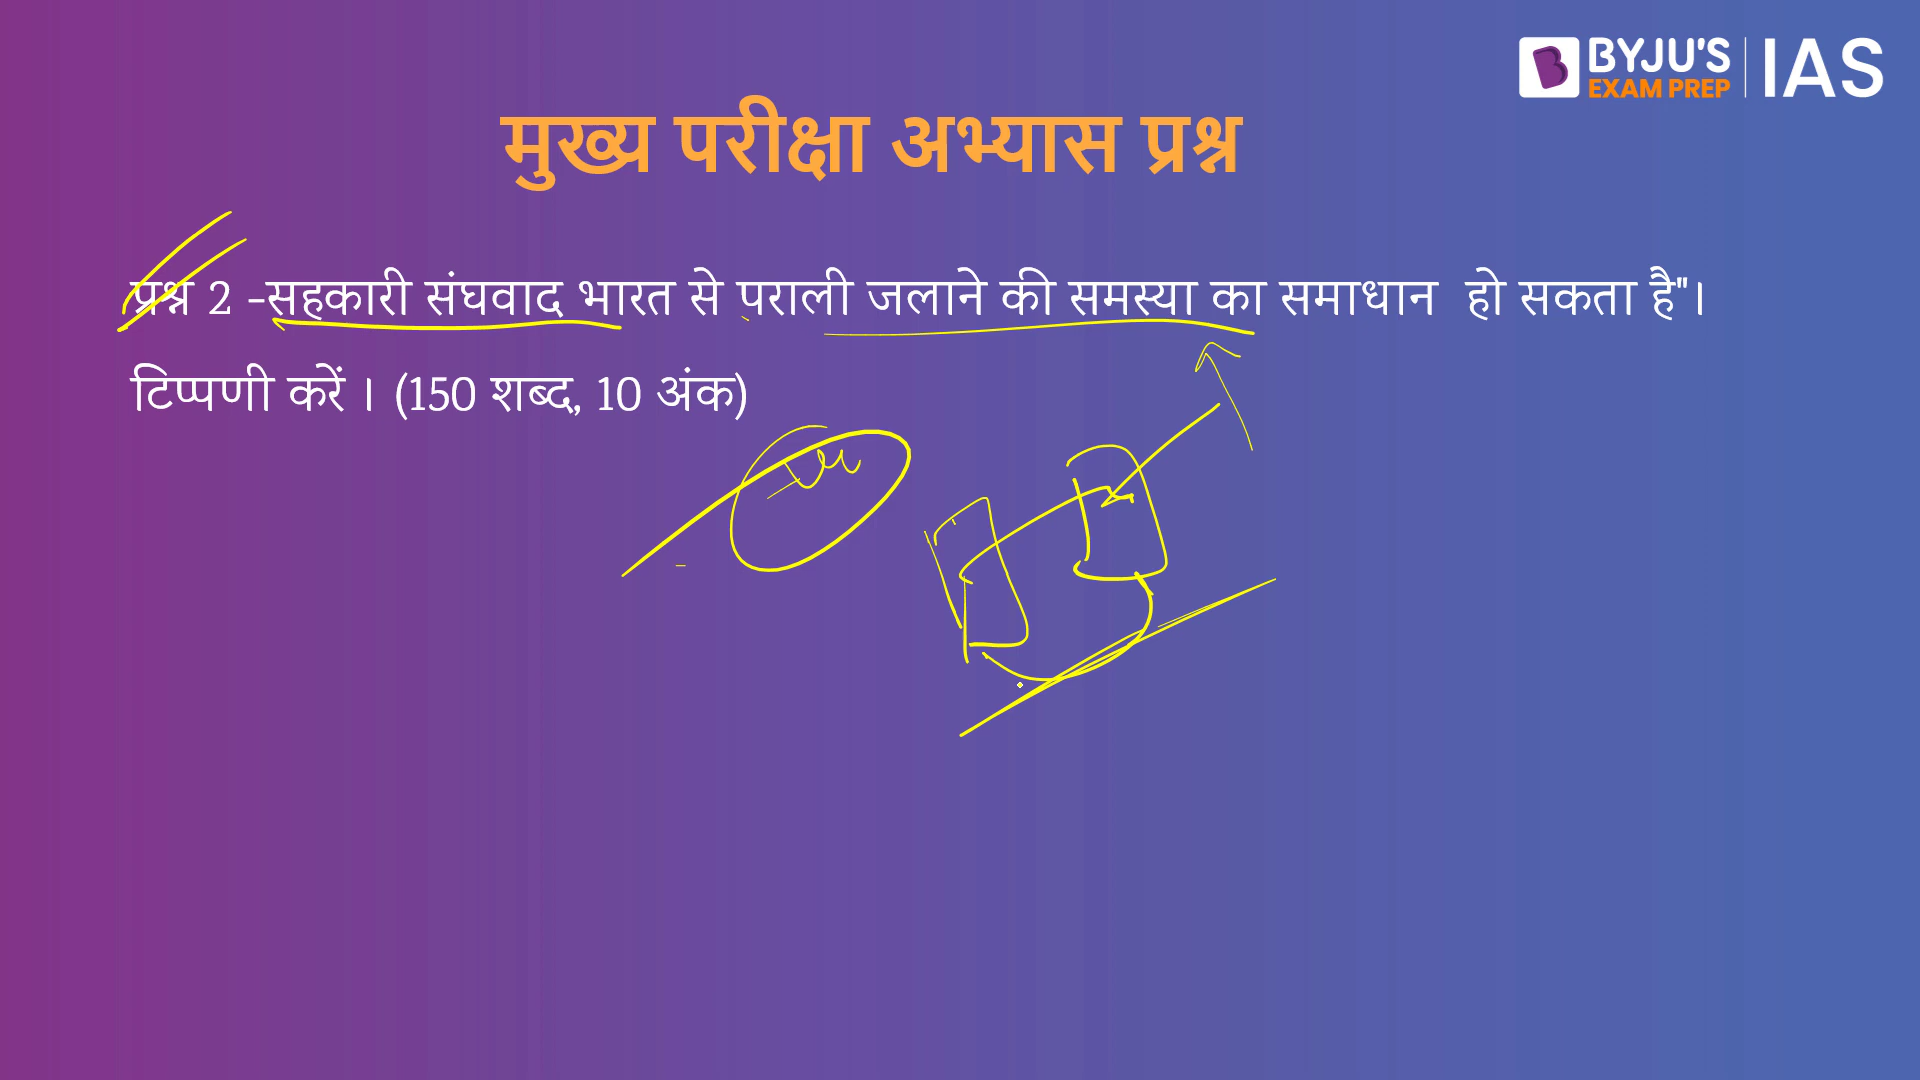 BYJU'S
EXAM PREP
IAS
मुख्य परीक्षा अभ्यास प्रश्न
प्रश्न 2 -सहकारी संघवाद भारत से पराली जलाने की समस्या का समाधान हो सकता है"।
टिप्पणी करें । (150 शब्द, 10 अंक)